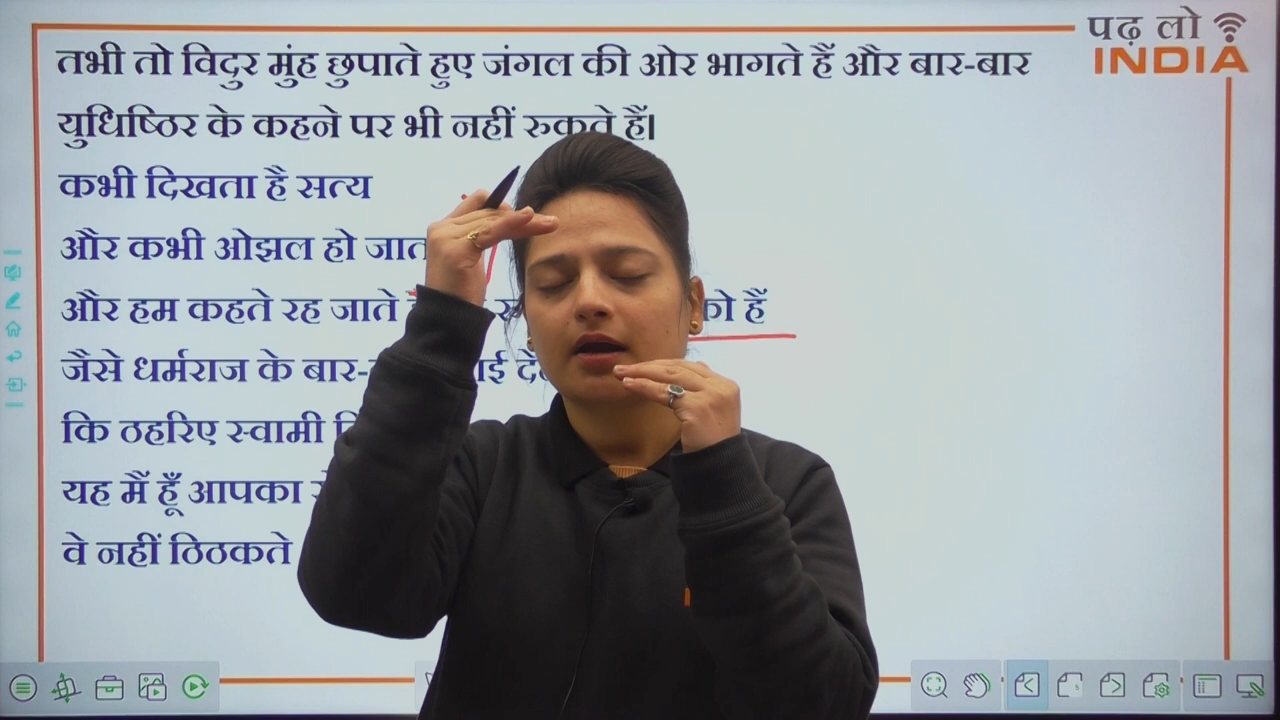 पढ़ लो
INDIA
तभी तो विदुर मुंह छुपाते हुए जंगल की ओर भागते हैं और बार-बार
युधिष्ठिर के कहने पर भी नहीं रुकते हैं।
कभी दिखता है सत्य
और कभी ओझल हो
और हम कहते रह जाते को हैं
जैसे धर्मराज के
कि ठहरिए स्वामी
यह मैं हूँ आपका
वे नहीं ठिठकते